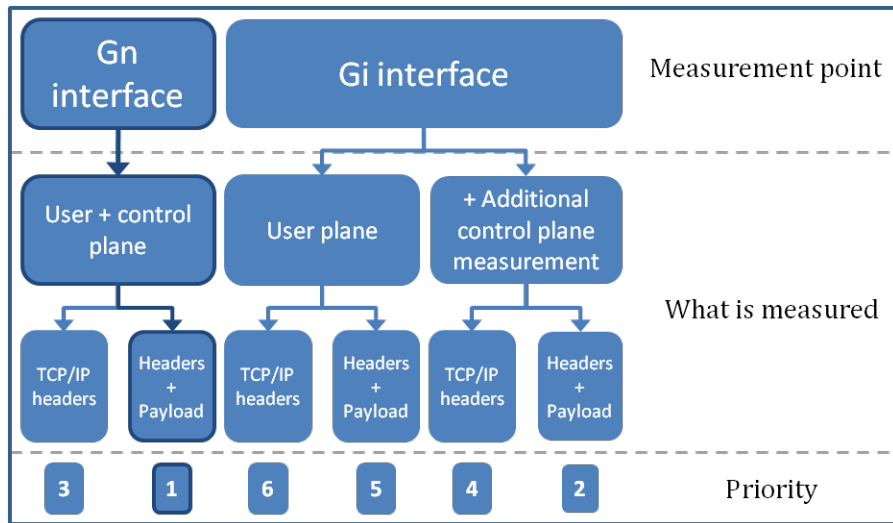 Gn
interface
Gi interface
Measurement point
User + control
plane
User plane
+ Additional
control plane
measurement
What is measured
TCP/IP
headers
Headers
+
Payload
TCP/IP
headers
Headers
+
Payload
TCP/IP
headers
Headers
+
Payload
3
1
6
5
4
2
Priority